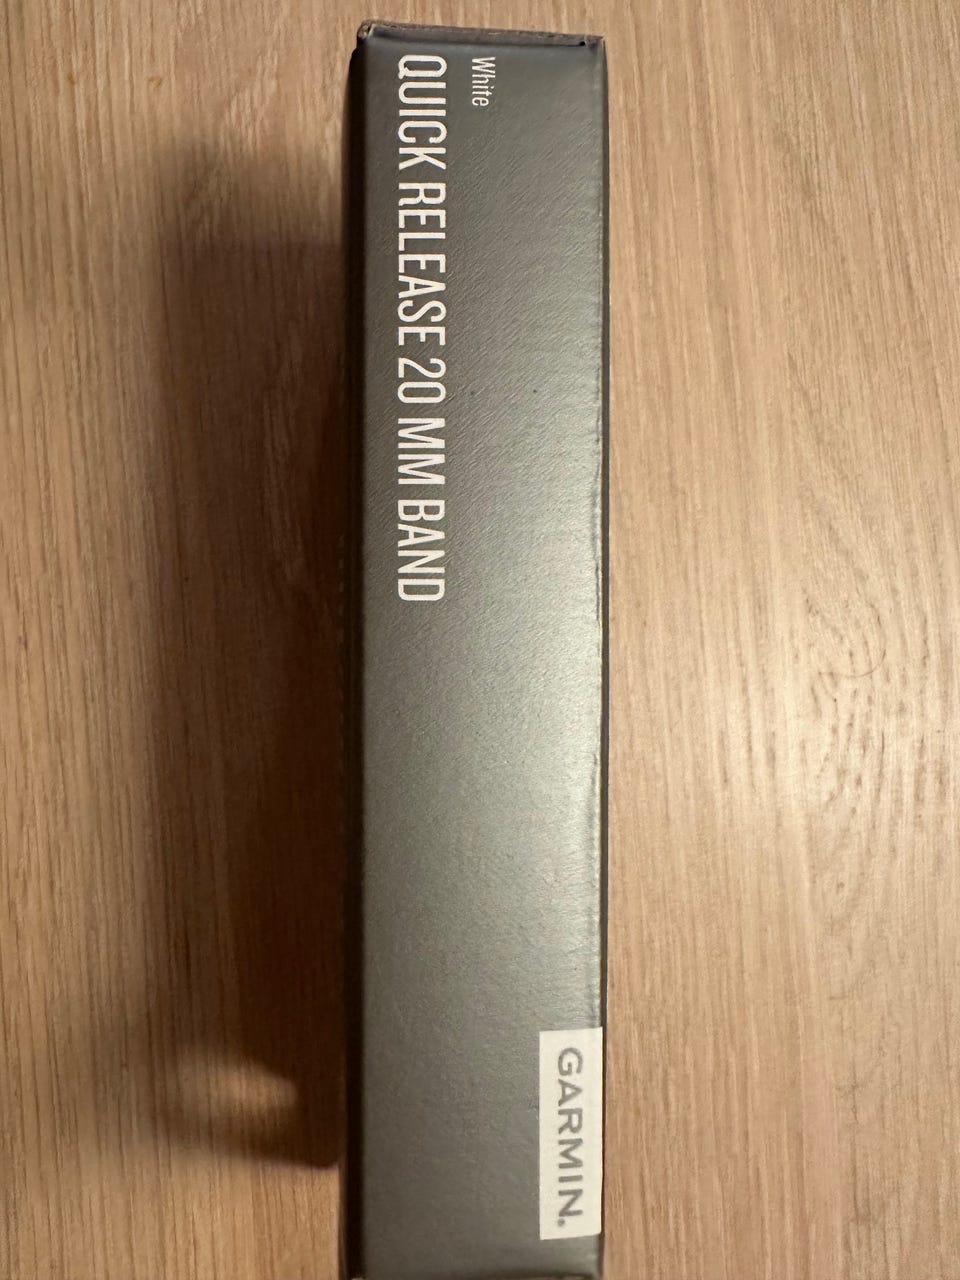 White
QUICK RELEASE 20 MM BAND
GARMIN.